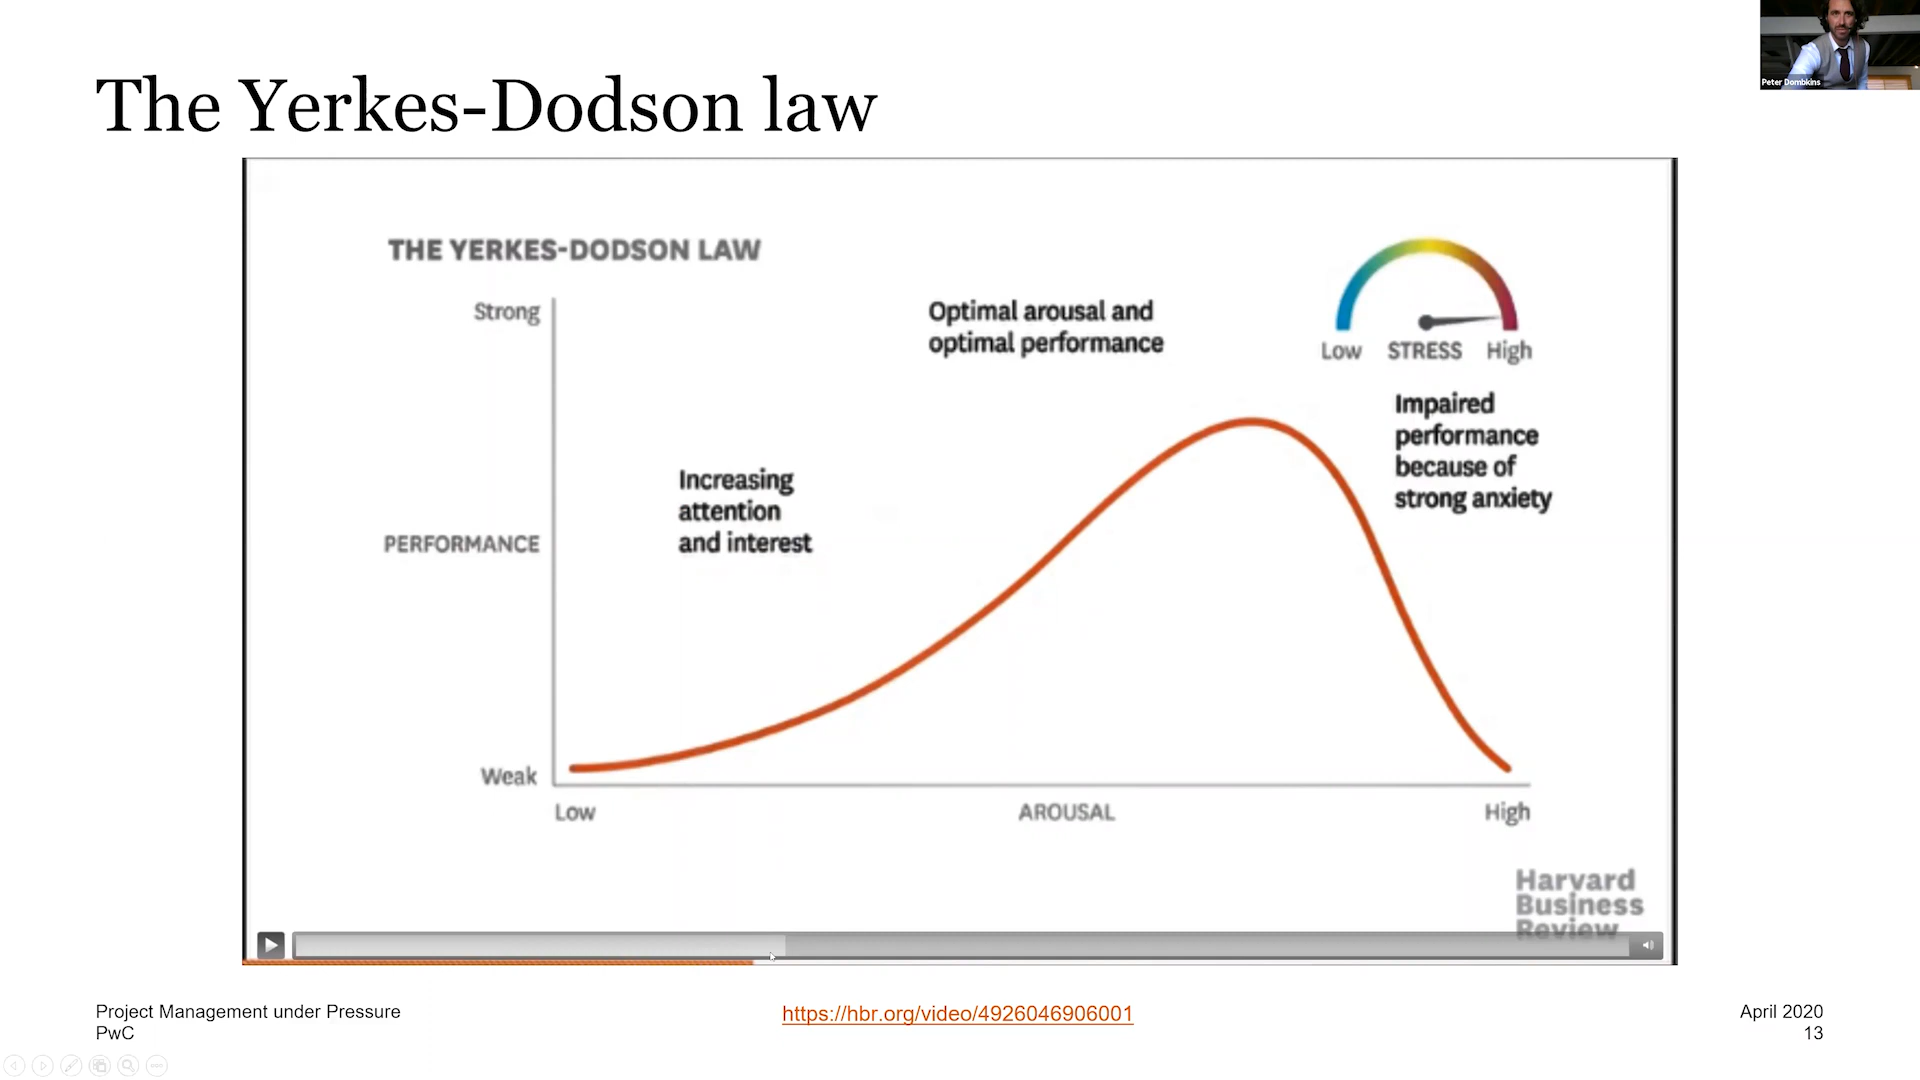 Peter Dombkins
The Yerkes-Dodson law
THE YERKES-DODSON LAW
Strong
PERFORMANCE
Weak
Low
AROUSAL
High
Increasing
attention
and interest
Optimal arousal and
optimal performance
Low STRESS High
Impaired
performance
because of
strong anxiety
Harvard
Business
Review
Project Management under Pressure
PwC
https://hbr.org/video/4926046906001
April 2020
13